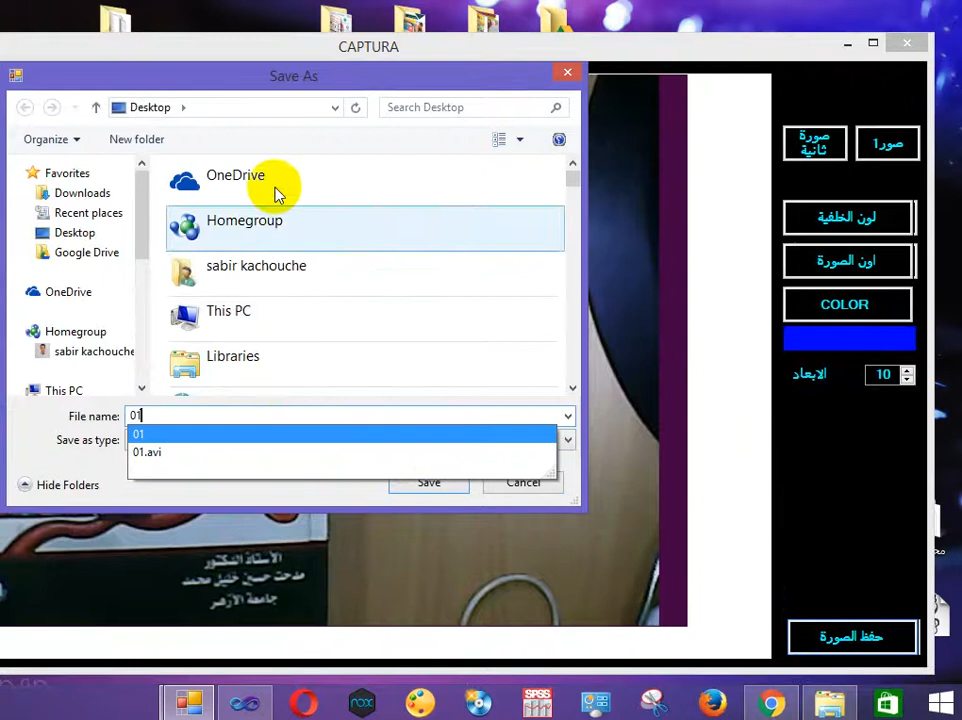 CAPTURA
Save As
Desktop
Search Desktop
Organize
New folder
Favorites
Downloads
Recent places
Desktop
Google Drive
OneDrive
Homegroup
sabir kachouche
This PC
OneDrive
Homegroup
sabir kachouche
This PC
Libraries
File name:
01
Save as type:
01
01.avi
Hide Folders
Save
Cancel
صورة ثانية
صور1
لون الخلفية
اون الصورة
COLOR
الابعاد
10
حفظ الصورة
الأستاذ الدكتور
مدحت حسين خليل محمد
جامعة الأزهر
nox
SPSS